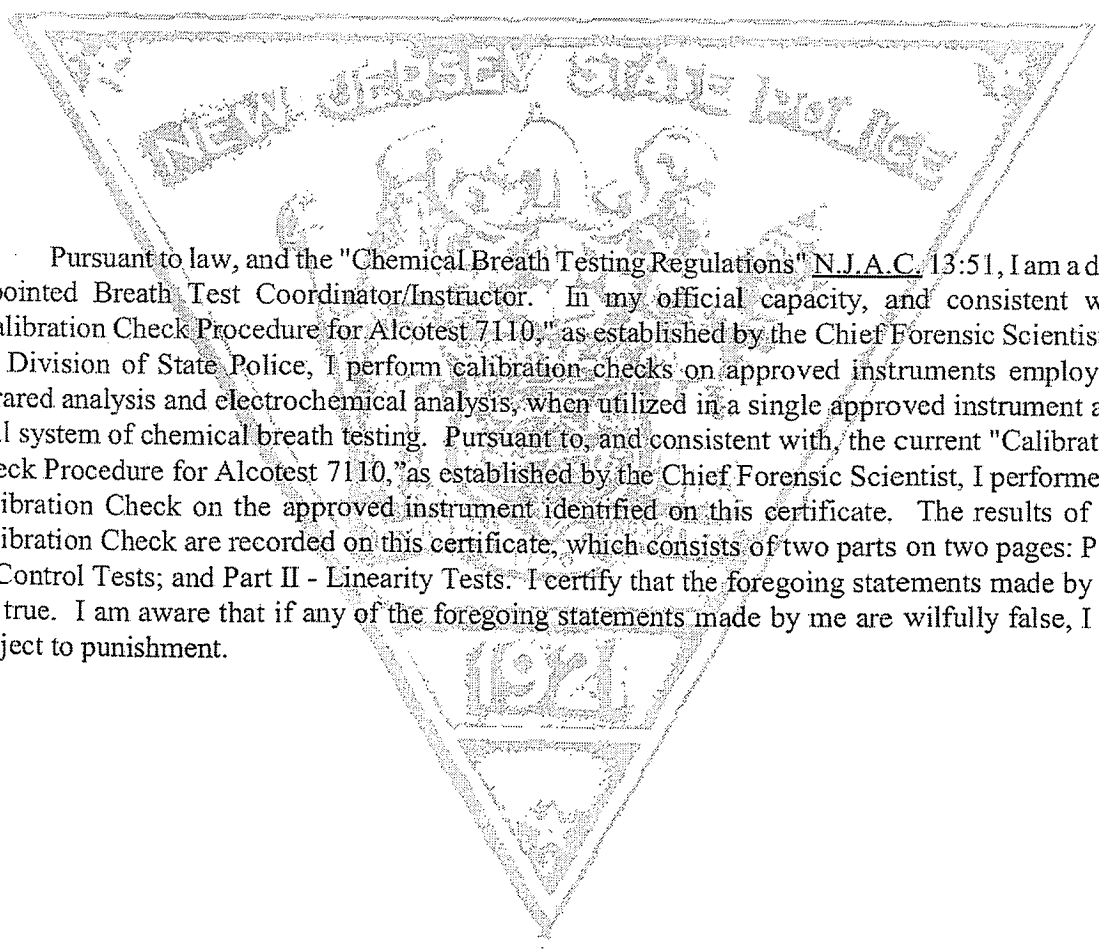 NEW JERSEY STATE POLICE
Pursuant to law, and the "Chemical Breath Testing Regulations" N.J.A.C. 13:51, I am a d
pointed Breath Test Coordinator/Instructor. In my official capacity, and consistent w
alibration Check Procedure for Alcotest 7110," as established by the Chief Forensic Scientis
Division of State Police, I perform calibration checks on approved instruments employ
rared analysis and electrochemical analysis, when utilized in a single approved instrument a
l system of chemical breath testing. Pursuant to, and consistent with, the current "Calibrat
eck Procedure for Alcotest 7110," as established by the Chief Forensic Scientist, I performe
ibration Check on the approved instrument identified on this certificate. The results of
ibration Check are recorded on this certificate, which consists of two parts on two pages: P
Control Tests; and Part II - Linearity Tests. I certify that the foregoing statements made by
true. I am aware that if any of the foregoing statements made by me are wilfully false, I
ject to punishment.
1921